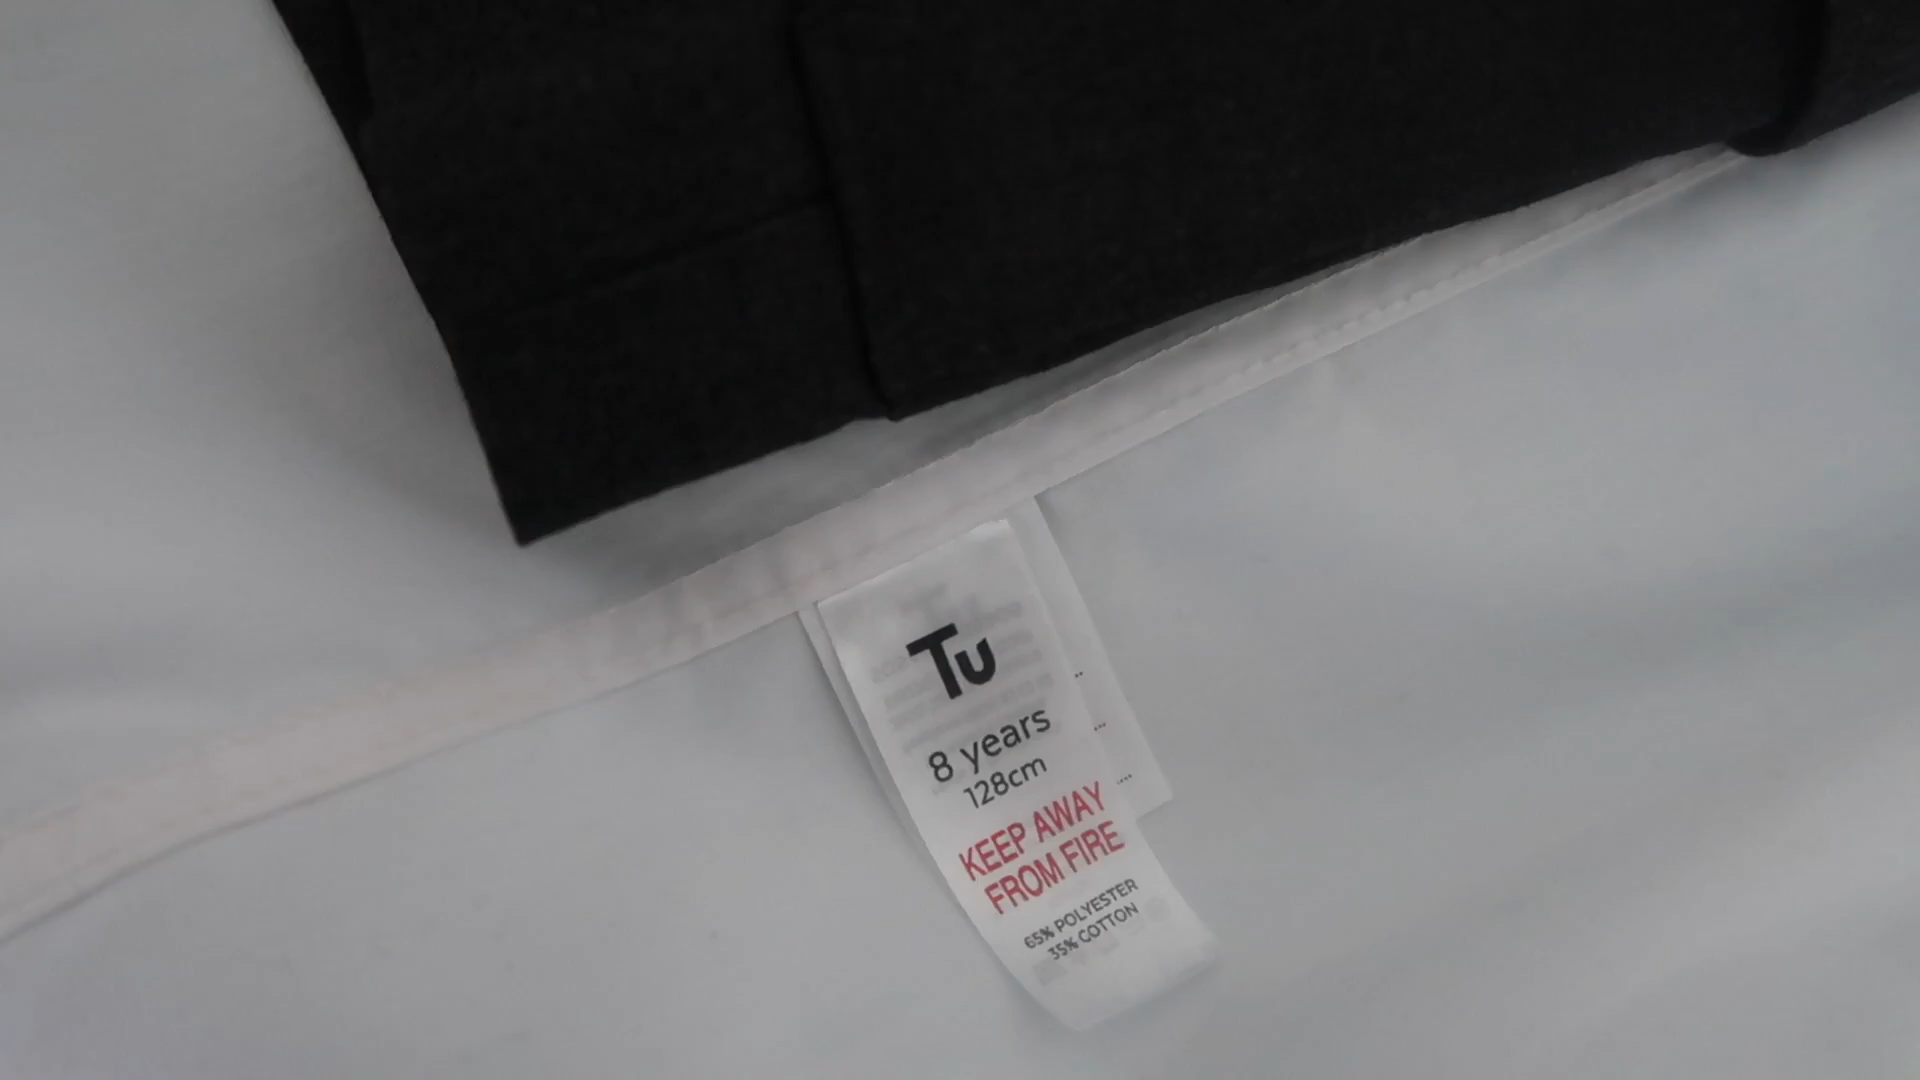 Tu
8 years
128cm
KEEP AWAY
FROM FIRE
65% POLYESTER
35% COTTON